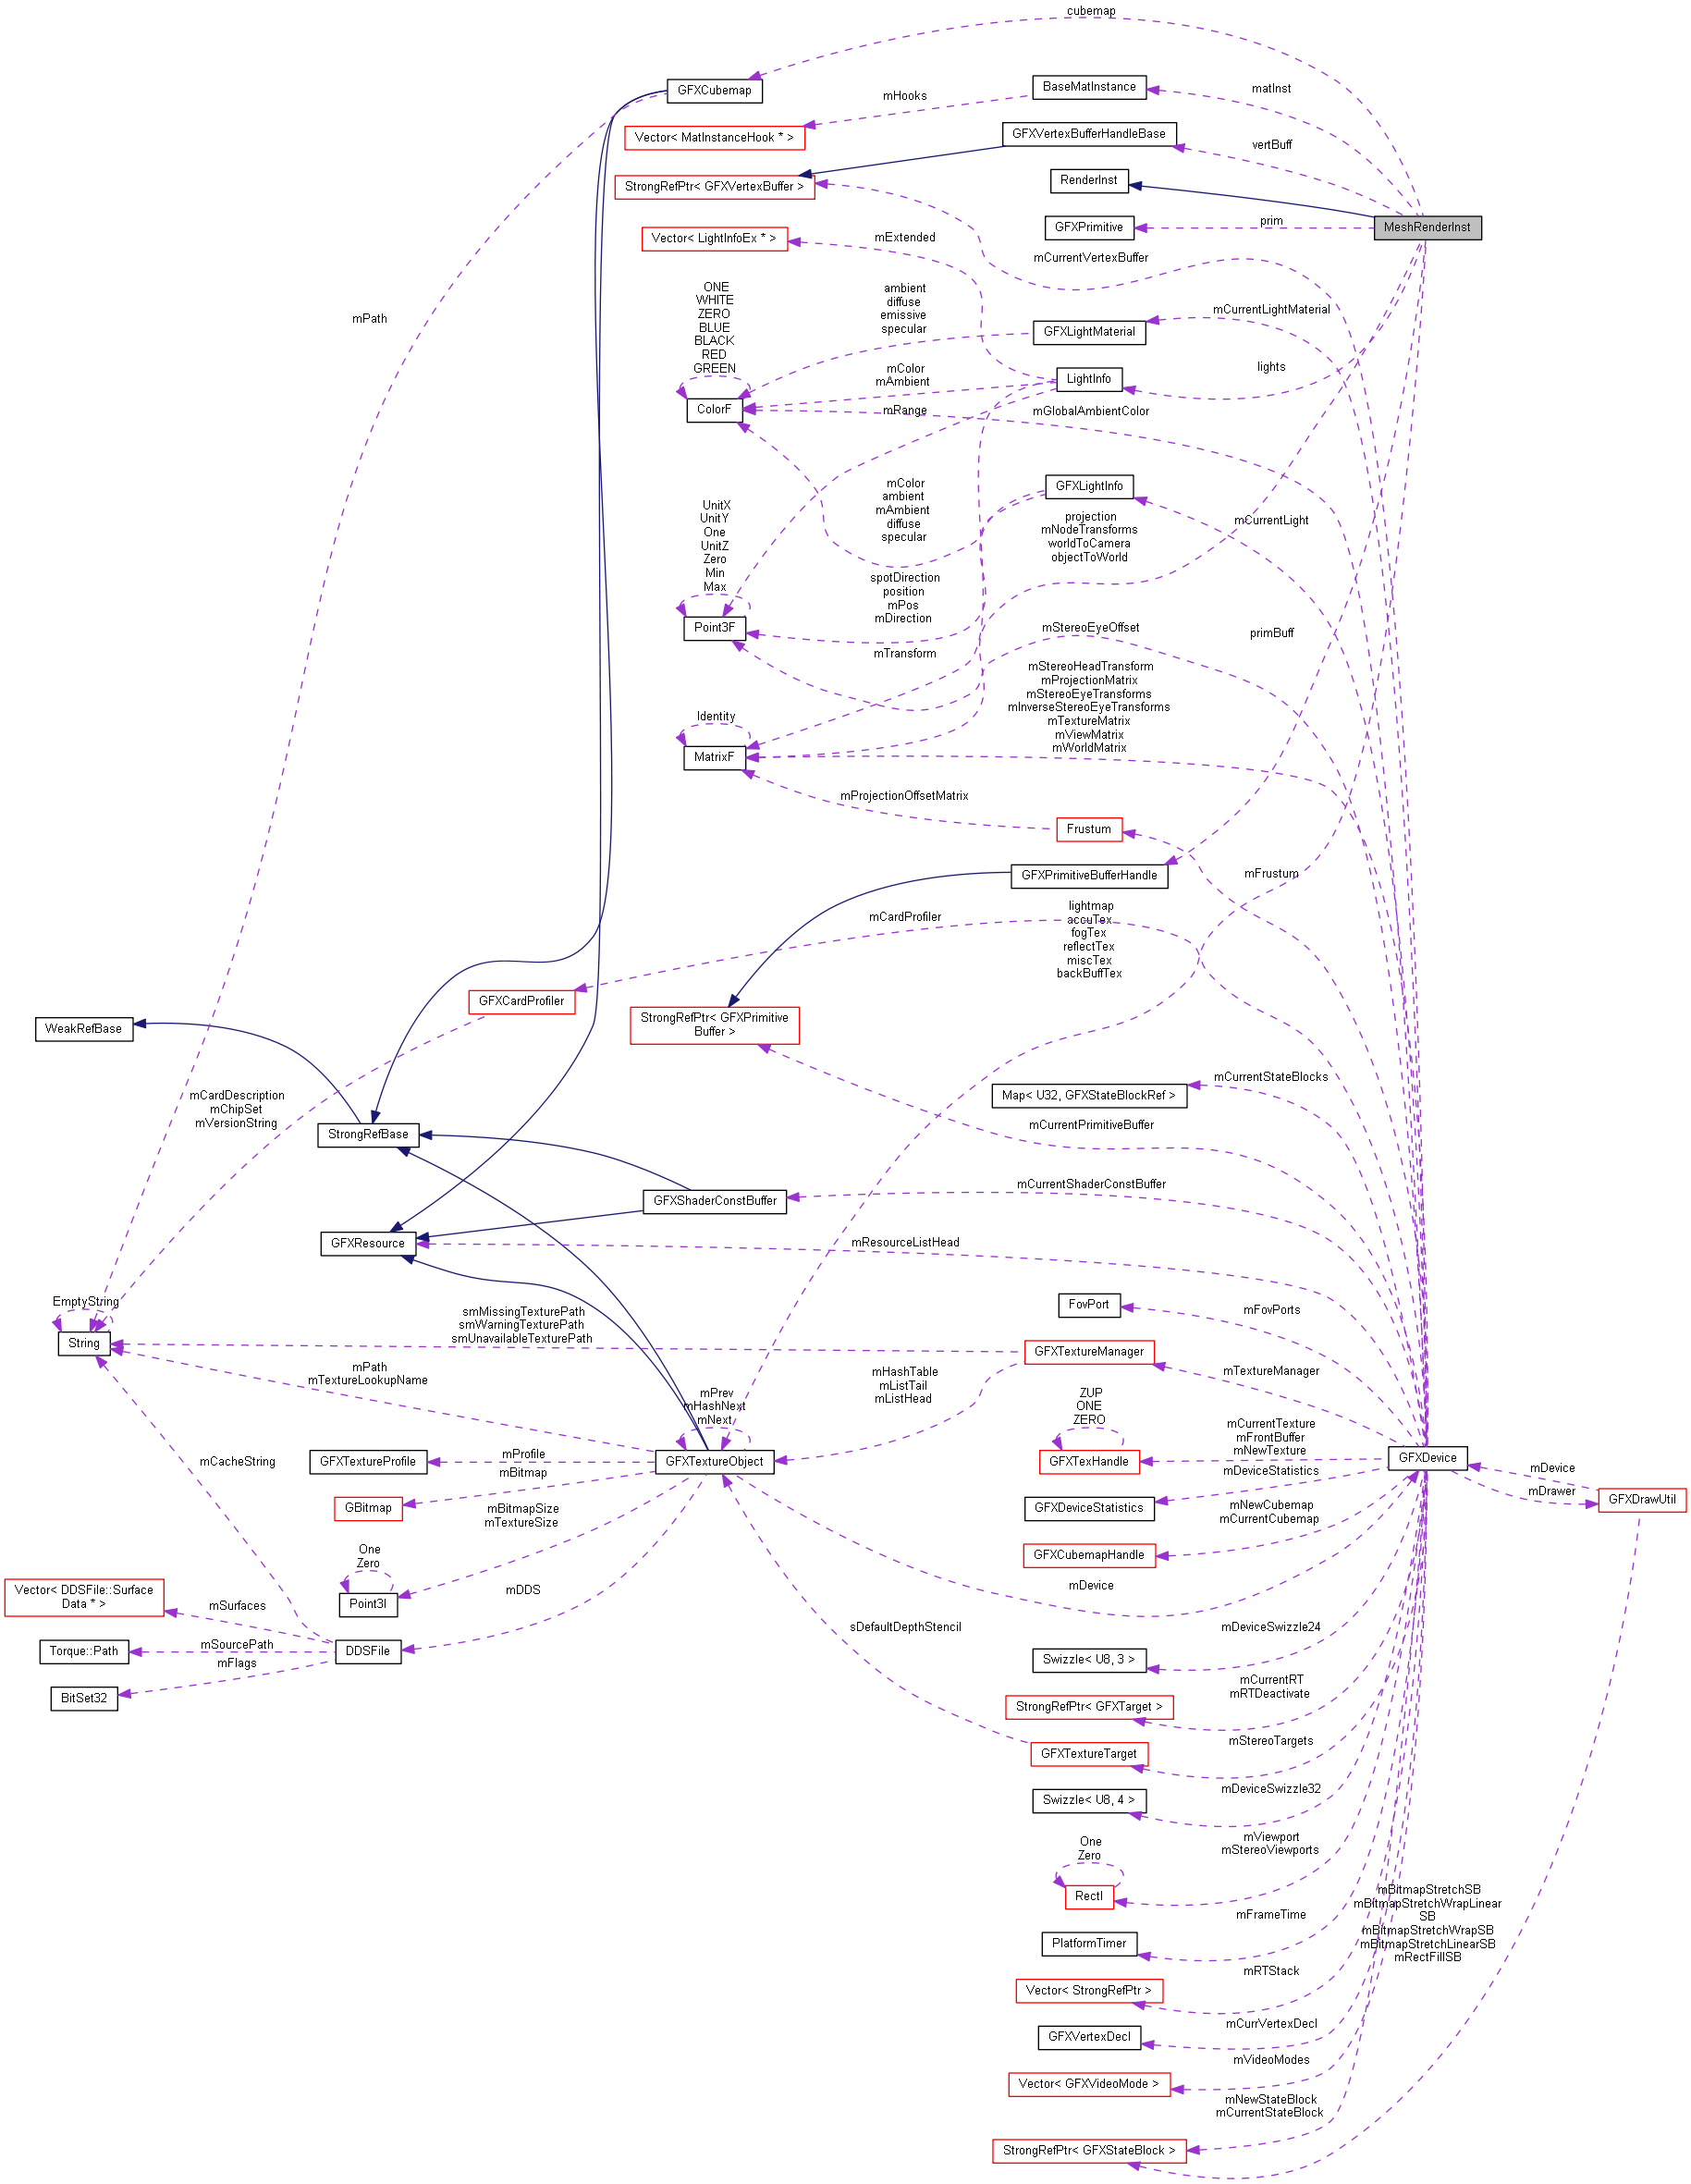 cubemap
GFXCubemap
BaseMatInstance
matInst
mHooks
Vector< MatInstanceHook * >
GFXVertexBufferHandleBase
vertBuff
StrongRefPtr< GFXVertexBuffer >
RenderInst
MeshRenderInst
GFXPrimitive
prim
Vector< LightInfoEx * >
mExtended
mCurrentVertexBuffer
ONE
WHITE
ZERO
BLUE
BLACK
RED
GREEN
ambient
diffuse
emissive
specular
GFXLightMaterial
mCurrentLightMaterial
mPath
LightInfo
lights
mColor
mAmbient
ColorF
mRange
mGlobalAmbientColor
GFXLightInfo
mCurrentLight
mColor
ambient
mAmbient
diffuse
specular
projection
mNodeTransforms
worldToCamera
objectToWorld
UnitX
UnitY
One
UnitZ
Zero
Min
Max
Point3F
spotDirection
position
mPos
mDirection
primBuff
mStereoEyeOffset
mTransform
mStereoHeadTransform
mProjectionMatrix
mStereoEyeTransforms
mInverseStereoEyeTransforms
mTextureMatrix
mViewMatrix
mWorldMatrix
Identity
MatrixF
mProjectionOffsetMatrix
Frustum
mFrustum
GFXPrimitiveBufferHandle
mCardProfiler
lightmap
accuTex
fogTex
reflectTex
miscTex
backBuffTex
GFXCardProfiler
StrongRefPtr< GFXPrimitive
Buffer >
WeakRefBase
mCurrentStateBlocks
Map< U32, GFXStateBlockRef >
mCardDescription
mChipSet
mVersionString
StrongRefBase
mCurrentPrimitiveBuffer
mCurrentShaderConstBuffer
GFXShaderConstBuffer
GFXResource
mResourceListHead
EmptyString
String
smMissingTexturePath
smWarningTexturePath
smUnavailableTexturePath
FovPort
mFovPorts
GFXTextureManager
mTextureManager
mPath
mTextureLookupName
mHashTable
mListTail
mListHead
mPrev
mHashNext
mNext
ZUP
ONE
ZERO
mCurrentTexture
mFrontBuffer
mNewTexture
GFXTextureProfile
mProfile
GFXTextureObject
GFXTexHandle
GFXDevice
mDevice
mCacheString
mBitmap
mDeviceStatistics
mDrawer
GFXDrawUtil
GBitmap
mBitmapSize
mTextureSize
GFXDeviceStatistics
mNewCubemap
mCurrentCubemap
One
Zero
Point3I
GFXCubemapHandle
mDDS
mDevice
Vector< DDSFile::Surface
Data * >
mSurfaces
mSourcePath
Torque::Path
DDSFile
mFlags
BitSet32
sDefaultDepthStencil
mDeviceSwizzle24
Swizzle< U8, 3 >
mCurrentRT
mRTDeactivate
StrongRefPtr< GFXTarget >
mStereoTargets
GFXTextureTarget
mDeviceSwizzle32
Swizzle< U8, 4 >
mViewport
mStereoViewports
One
Zero
RectI
mFrameTime
PlatformTimer
mBitmapStretchSB
mBitmapStretchWrapLinear
SB
mBitmapStretchWrapSB
mBitmapStretchLinearSB
mRectFillSB
mRTStack
Vector< StrongRefPtr >
mCurrVertexDecl
GFXVertexDecl
mVideoModes
Vector< GFXVideoMode >
mNewStateBlock
mCurrentStateBlock
StrongRefPtr< GFXStateBlock >